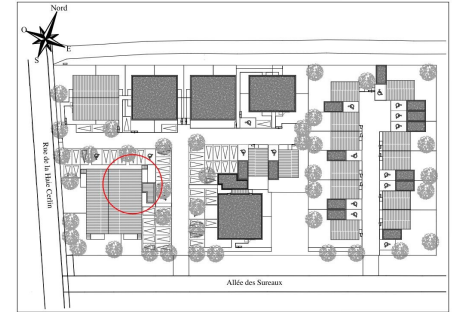 Nord
O
E
S
Rue de la Haie Cerlin
Allée des Sureaux